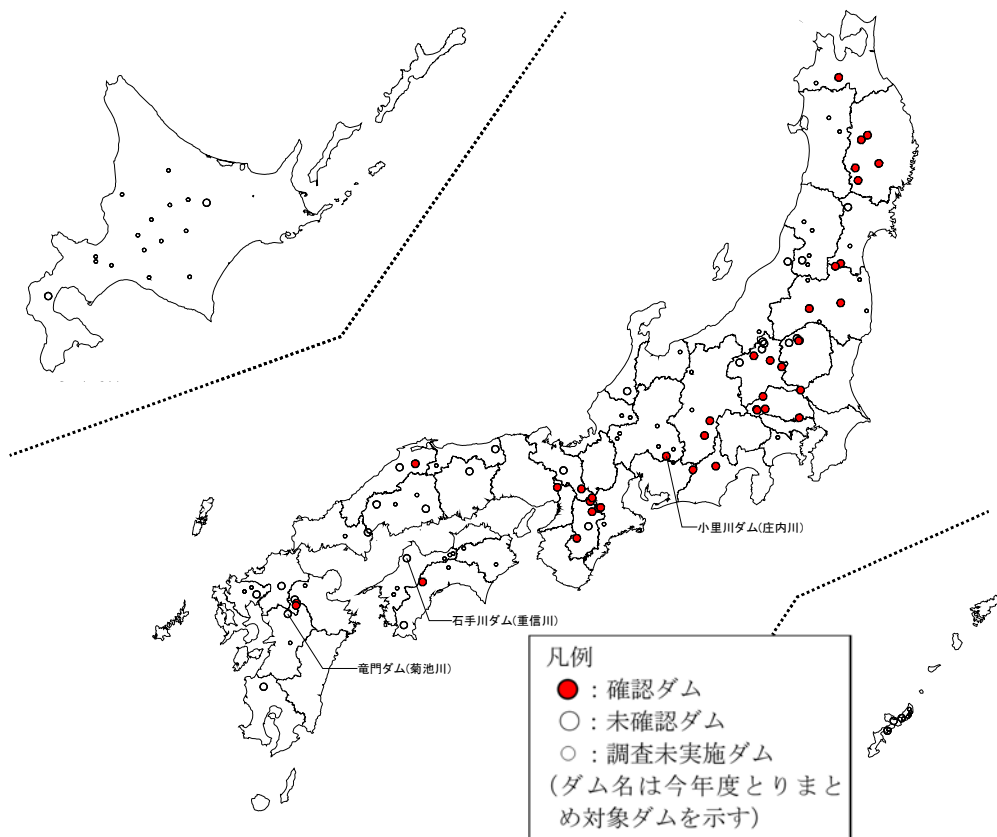 小里川ダム(庄内川)
石手川ダム(重信川)
竜門ダム(菊池川)
凡例
：確認ダム
：未確認ダム
：調査未実施ダム
(ダム名は今年度とりまと
め対象ダムを示す)